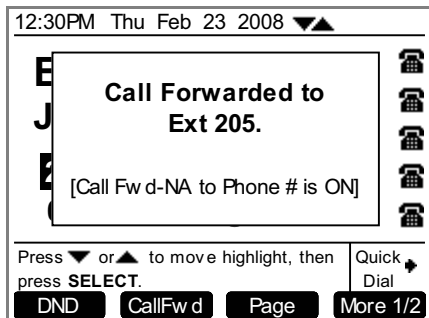 12:30PM Thu Feb 23 2008
Call Forwarded to
Ext 205.
[Call Fwd-NA to Phone # is ON]
Press ▼ or ▲ to move highlight, then
press SELECT.
Quick
Dial
DND CallFwd Page More 1/2